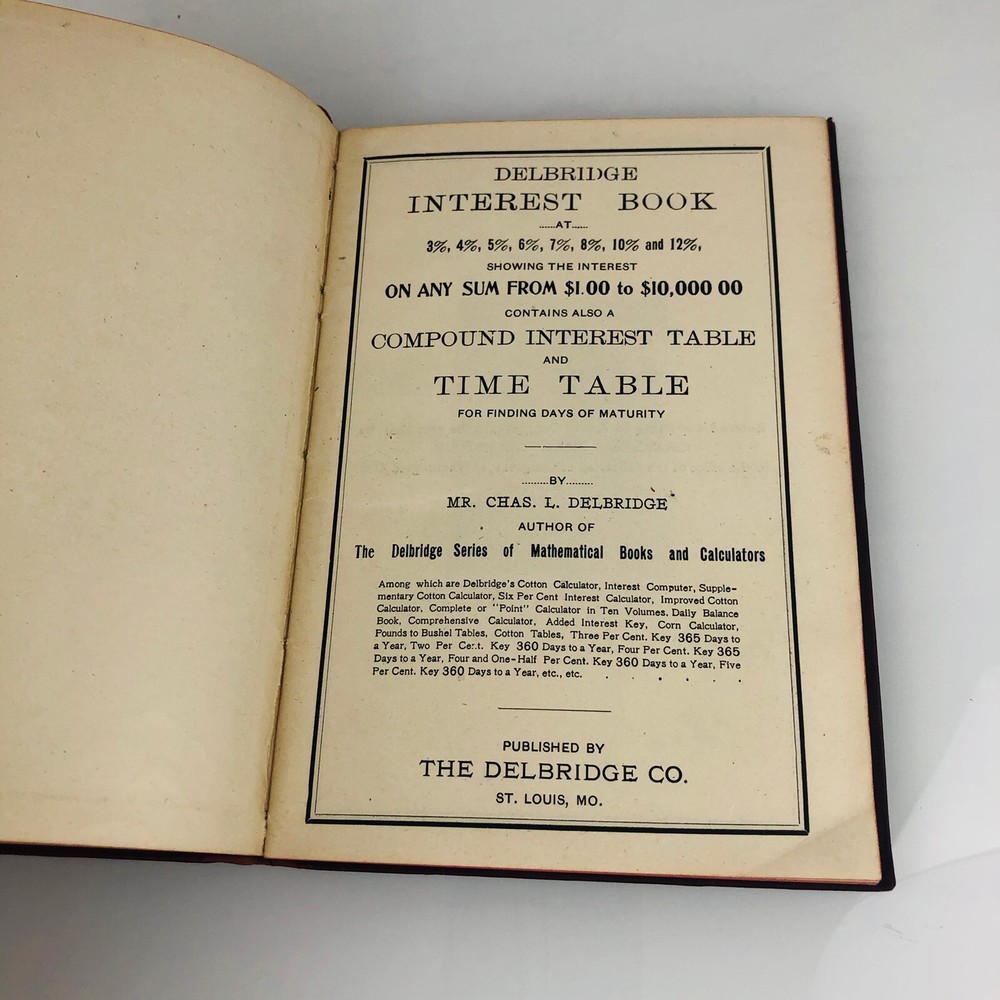 DELBRIDGE
INTEREST BOOK
......AT......
3%, 4%, 5%, 6%, 7%, 8%, 10% and 12%,
SHOWING THE INTEREST
ON ANY SUM FROM $1.00 to $10,000 00
CONTAINS ALSO A
COMPOUND INTEREST TABLE
AND
TIME TABLE
FOR FINDING DAYS OF MATURITY
.........BY.........
MR. CHAS. L. DELBRIDGE
AUTHOR OF
The Delbridge Series of Mathematical Books and Calculators
Among which are Delbridge's Cotton Calculator, Interest Computer, Supple-
mentary Cotton Calculator, Six Per Cent Interest Calculator, Improved Cotton
Calculator, Complete or "Point" Calculator in Ten Volumes. Daily Balance
Book, Comprehensive Calculator, Added Interest Key, Corn Calculator,
Pounds to Bushel Tables, Cotton Tables, Three Per Cent. Key 365 Days to
a Year, Two Per Cent. Key 360 Days to a Year, Four Per Cent. Key 365
Days to a Year, Four and One-Half Per Cent. Key 360 Days to a Year, Five
Per Cent. Key 360 Days to a Year, etc., etc. . . . . . .
PUBLISHED BY
THE DELBRIDGE CO.
ST. LOUIS, MO.